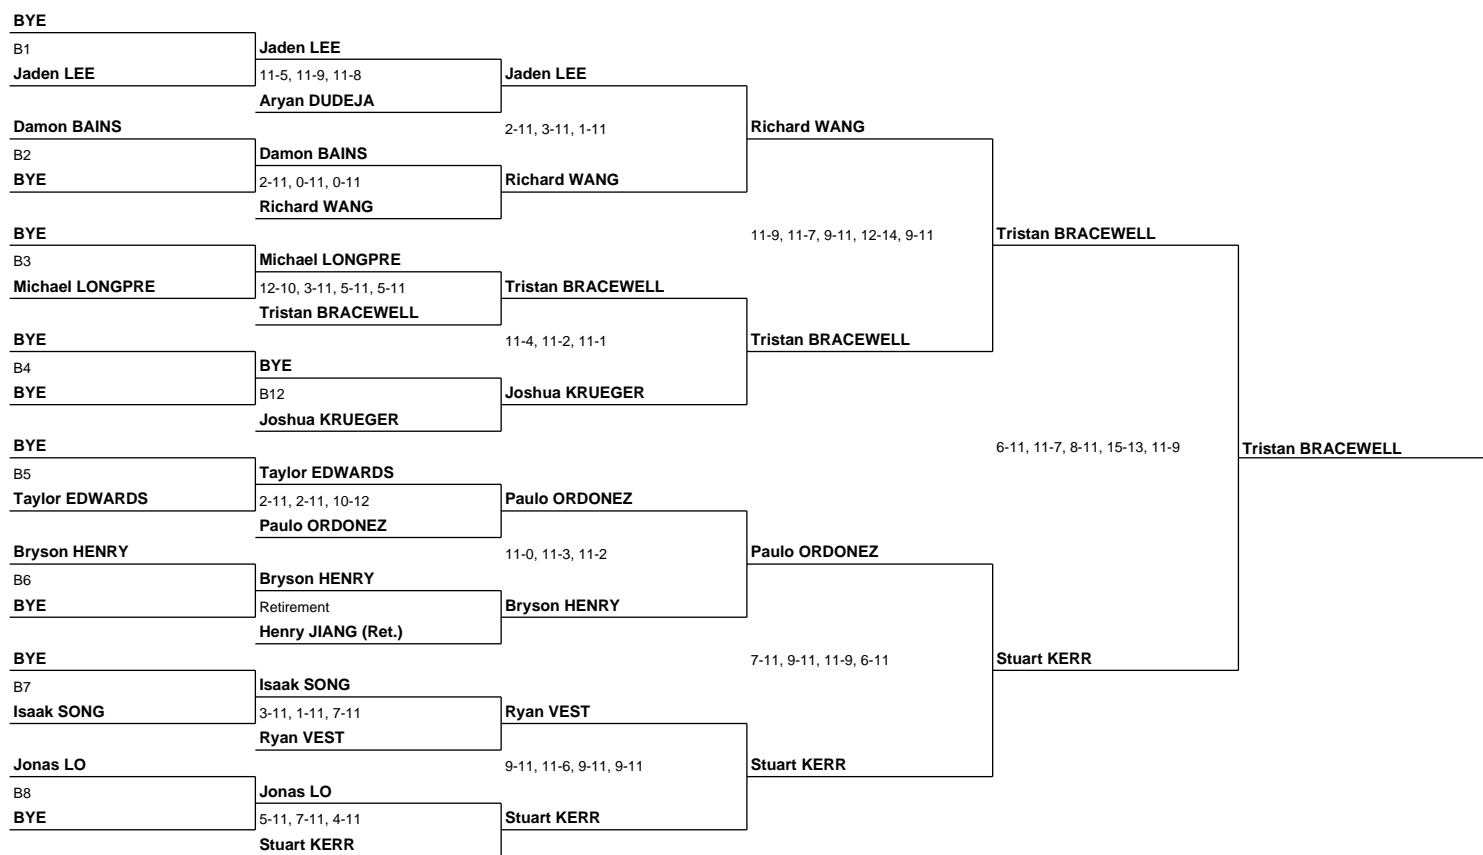 BYE
B1
Jaden LEE
Damon BAINS
B2
BYE
BYE
B3
Michael LONGPRE
BYE
B4
BYE
BYE
B5
Taylor EDWARDS
Bryson HENRY
B6
BYE
BYE
B7
Isaak SONG
Jonas LO
B8
BYE
Jaden LEE
11-5, 11-9, 11-8
Aryan DUDEJA
Damon BAINS
2-11, 0-11, 0-11
Richard WANG
Michael LONGPRE
12-10, 3-11, 5-11, 5-11
Tristan BRACEWELL
BYE
B12
Joshua KRUEGER
Taylor EDWARDS
2-11, 2-11, 10-12
Paulo ORDONEZ
Bryson HENRY
Retirement
Henry JIANG (Ret.)
Isaak SONG
3-11, 1-11, 7-11
Ryan VEST
Jonas LO
5-11, 7-11, 4-11
Stuart KERR
Jaden LEE
2-11, 3-11, 1-11
Richard WANG
Tristan BRACEWELL
11-4, 11-2, 11-1
Joshua KRUEGER
Paulo ORDONEZ
11-0, 11-3, 11-2
Bryson HENRY
Ryan VEST
9-11, 11-6, 9-11, 9-11
Stuart KERR
Richard WANG
11-9, 11-7, 9-11, 12-14, 9-11
Tristan BRACEWELL
Paulo ORDONEZ
7-11, 9-11, 11-9, 6-11
Stuart KERR
Tristan BRACEWELL
6-11, 11-7, 8-11, 15-13, 11-9
Stuart KERR
Tristan BRACEWELL